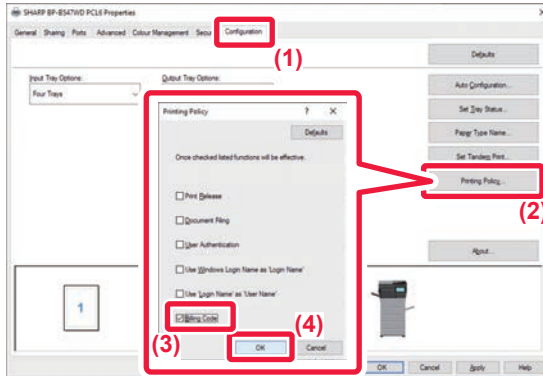 SHARP BP-B547WD PCL6 Properties
General Sharing Ports Advanced Colour Management Secur Configuration
(1)
Defaults
Input Tray Options:
Output Tray Options:
Four Trays
Auto Configuration...
Set Tray Status...
Paper Type Name...
Set Tandem Print...
Printing Policy...
(2)
About...
Printing Policy ? X
Defaults
Once checked listed functions will be effective.
Print Release
Document Filing
User Authentication
Use Windows Login Name as 'Login Name'
Use 'Login Name' as 'User Name'
Billing Code
(3)
(4)
OK Cancel
1
OK Cancel Apply Help